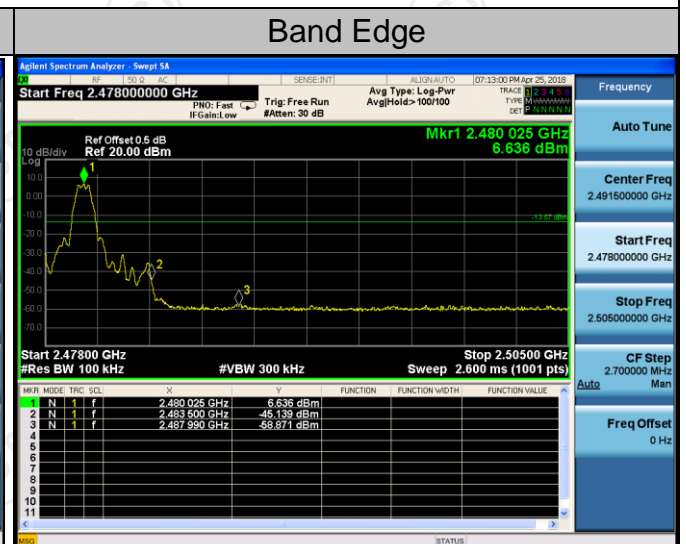 Band Edge
Agilent Spectrum Analyzer - Swept SA
RF 50 Ω AC SENSE:INT ALIGN AUTO 07:13:00 PM Apr 25, 2018
Start Freq 2.478000000 GHz
PNO: Fast Trig: Free Run Avg Type: Log-Pwr TRACE 1 2 3 4 5 6
IFGain:Low #Atten: 30 dB Avg|Hold:> 100/100 TYPE M
DET P N N N N N
Frequency
Ref Offset 0.5 dB
Mkr1 2.480 025 GHz
10 dB/div Ref 20.00 dBm
6.636 dBm
Log
10.0
0.00
-10.0
-20.0
-30.0
-40.0
-50.0
-60.0
-70.0
1
2
3
-13.57 dBm
Start 2.47800 GHz Stop 2.50500 GHz
#Res BW 100 kHz #VBW 300 kHz Sweep 2.600 ms (1001 pts)
MKR MODE TRC SCL X Y FUNCTION FUNCTION WIDTH FUNCTION VALUE
1 N 1 f 2.480 025 GHz 6.636 dBm
2 N 1 f 2.483 500 GHz -45.139 dBm
3 N 1 f 2.487 990 GHz -58.871 dBm
4
5
6
7
8
9
10
11
Auto Tune
Center Freq
2.491500000 GHz
Start Freq
2.478000000 GHz
Stop Freq
2.505000000 GHz
CF Step
2.700000 MHz
Auto Man
Freq Offset
0 Hz
MSG STATUS